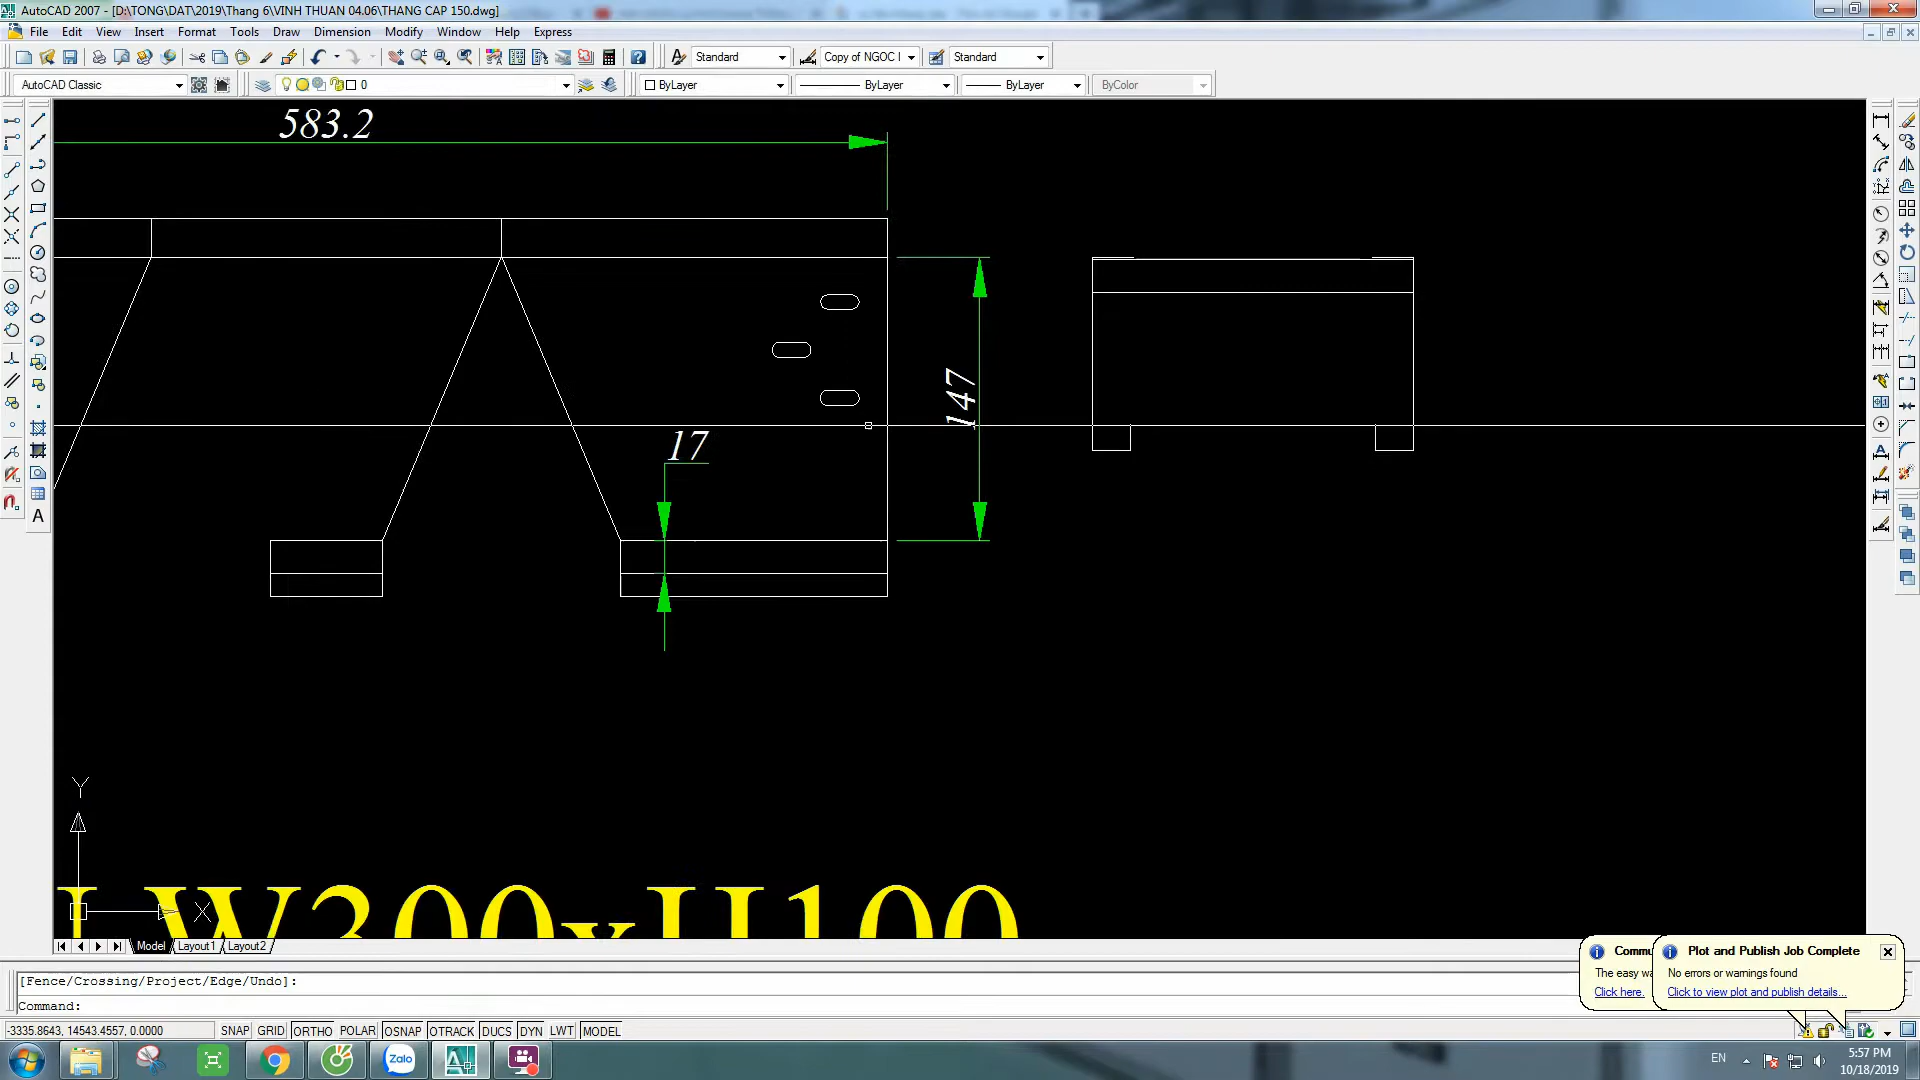 AutoCAD 2007 - [D:\TONG\DAT\2019\Thang 6\VINH THUAN 04.06\THANG CAP 150.dwg]
File Edit View Insert Format Tools Draw Dimension Modify Window Help Express
Standard Copy of NGOC Standard
AutoCAD Classic 0 ByLayer ByLayer ByLayer ByColor
583.2
147
17
Y
X
W300xH100
Model Layout1 Layout2
[Fence/Crossing/Project/Edge/Undo]:
Command:
Plot and Publish Job Complete
The easy
No errors or warnings found
Click here.
Click to view plot and publish details...
-3335.8643, 14543.4557, 0.0000 SNAP GRID ORTHO POLAR OSNAP OTRACK DUCS DYN LWT MODEL
Zalo
EN
5:57 PM
10/18/2019